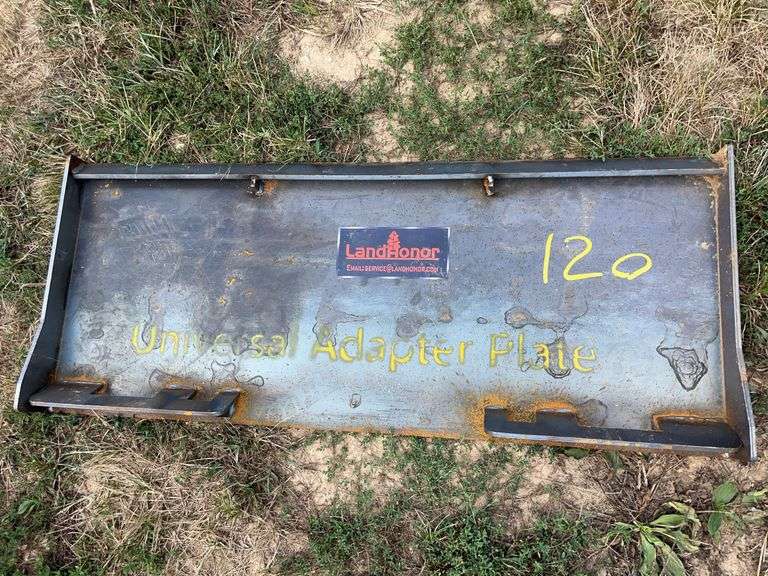 LandHonor
Email: service@landhonor.com
120
Universal Adapter Plate